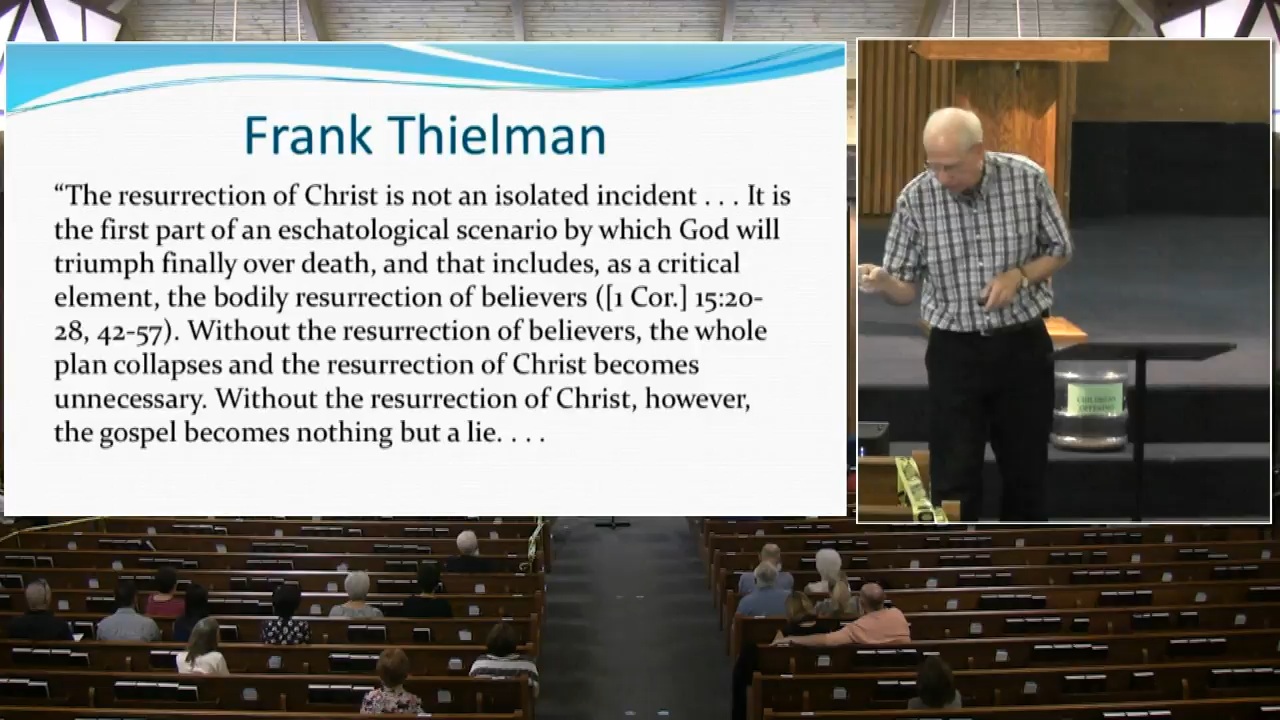 Frank Thielman
“The resurrection of Christ is not an isolated incident . . . It is
the first part of an eschatological scenario by which God will
triumph finally over death, and that includes, as a critical
element, the bodily resurrection of believers ([1 Cor.] 15:20-
28, 42-57). Without the resurrection of believers, the whole
plan collapses and the resurrection of Christ becomes
unnecessary. Without the resurrection of Christ, however,
the gospel becomes nothing but a lie. . . .